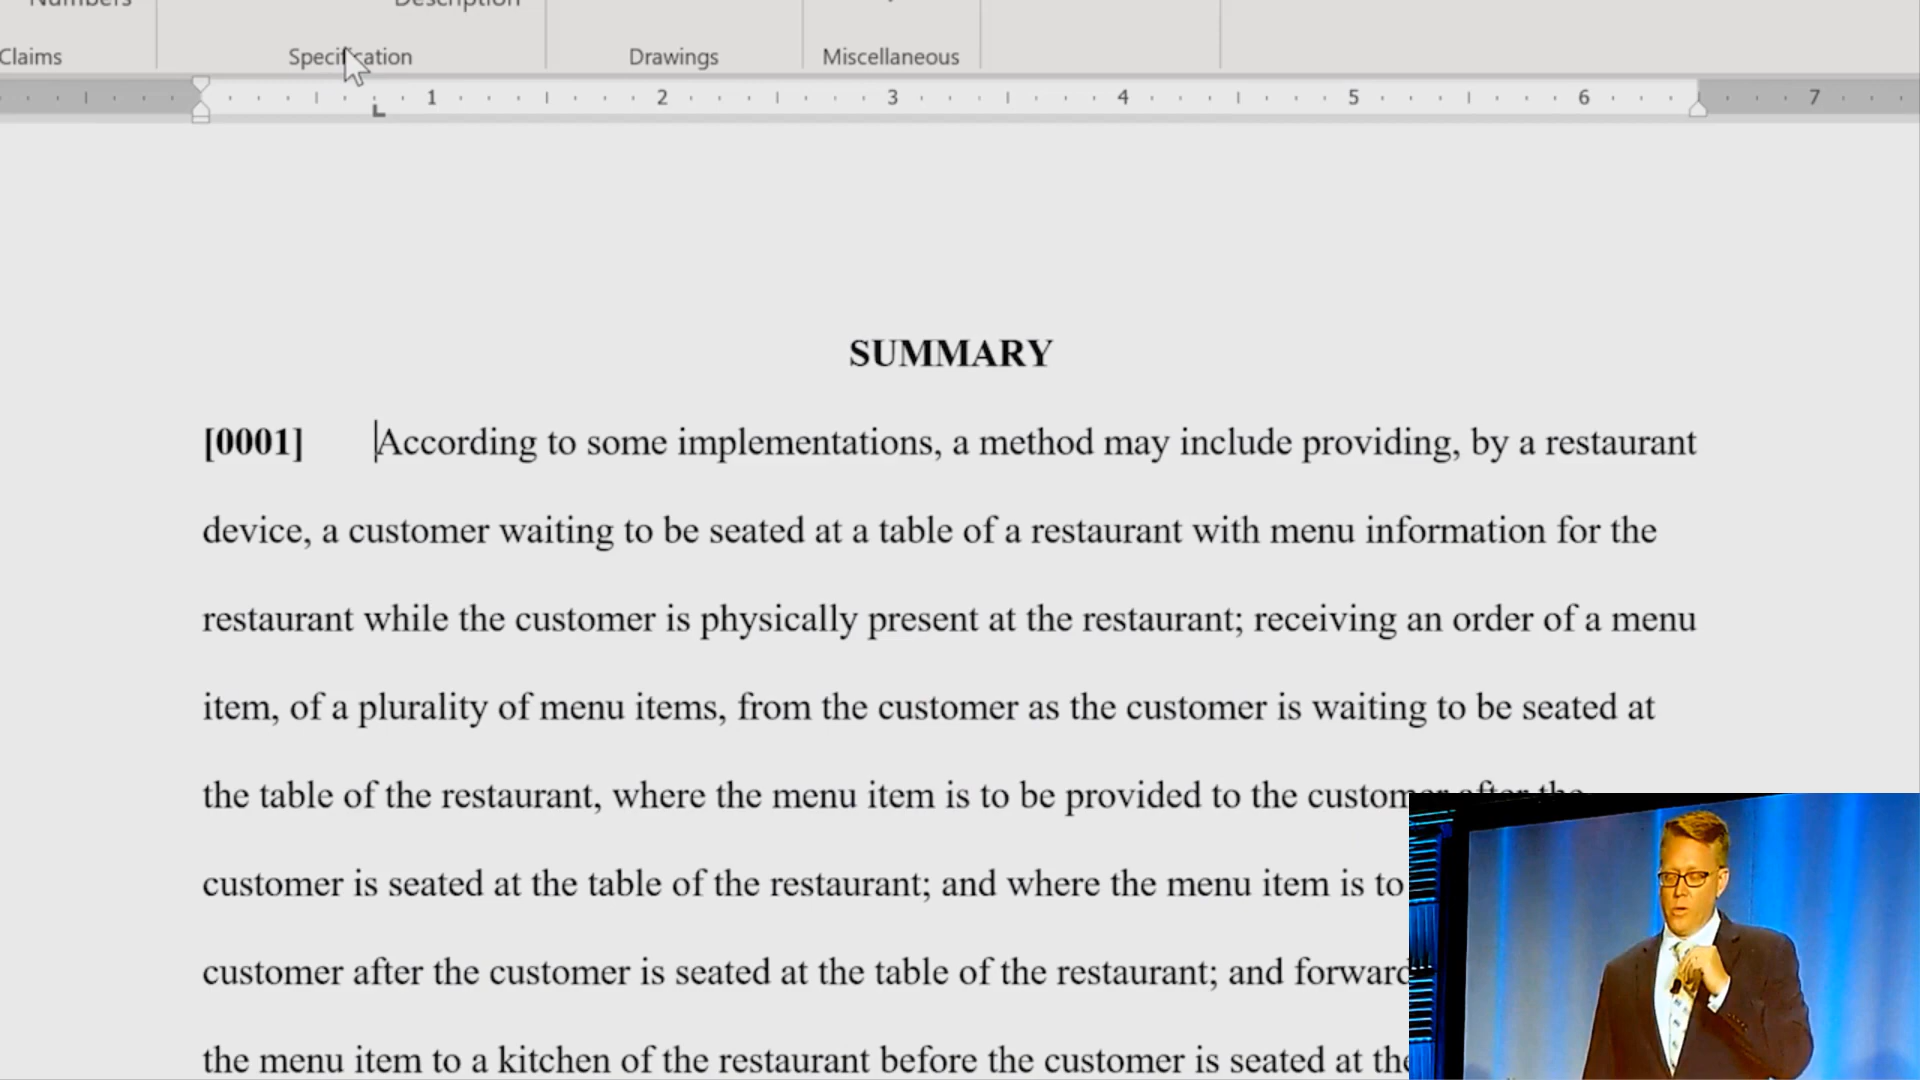 Numbers
Description
Claims
Specification
Drawings
Miscellaneous
1 2 3 4 5 6 7
SUMMARY
[0001] According to some implementations, a method may include providing, by a restaurant
device, a customer waiting to be seated at a table of a restaurant with menu information for the
restaurant while the customer is physically present at the restaurant; receiving an order of a menu
item, of a plurality of menu items, from the customer as the customer is waiting to be seated at
the table of the restaurant, where the menu item is to be provided to the customer after the
customer is seated at the table of the restaurant; and where the menu item is to
customer after the customer is seated at the table of the restaurant; and forward
the menu item to a kitchen of the restaurant before the customer is seated at the